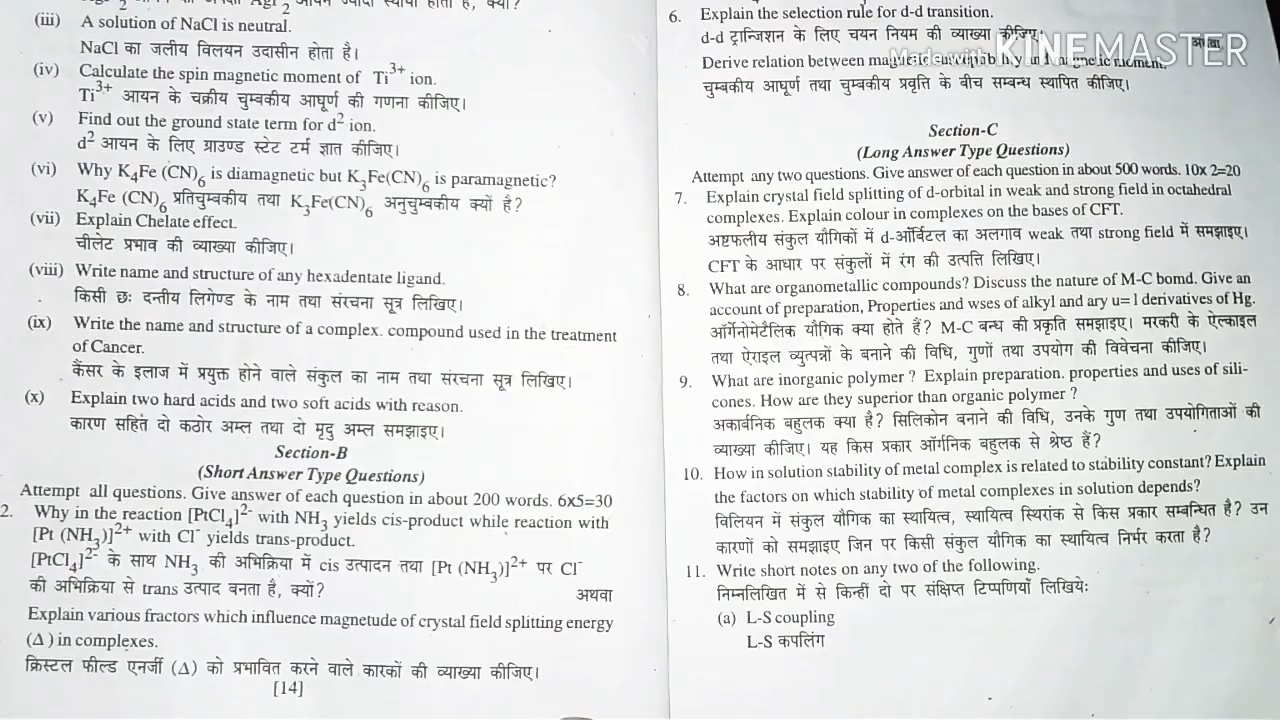 (iii) A solution of NaCl is neutral.
NaCl का जलीय विलयन उदासीन होता है।
(iv) Calculate the spin magnetic moment of Ti³⁺ ion.
Ti³⁺ आयन के चक्रीय चुम्बकीय आघूर्ण की गणना कीजिए।
(v) Find out the ground state term for d² ion.
d² आयन के लिए ग्राउण्ड स्टेट टर्म ज्ञात कीजिए।
(vi) Why K₄Fe (CN)₆ is diamagnetic but K₃Fe(CN)₆ is paramagnetic?
K₄Fe (CN)₆ प्रतिचुम्बकीय तथा K₃Fe(CN)₆ अनुचुम्बकीय क्यों है?
(vii) Explain Chelate effect.
चीलेट प्रभाव की व्याख्या कीजिए।
(viii) Write name and structure of any hexadentate ligand.
किसी छः दन्तीय लिगेण्ड के नाम तथा संरचना सूत्र लिखिए।
(ix) Write the name and structure of a complex. compound used in the treatment
of Cancer.
कैंसर के इलाज में प्रयुक्त होने वाले संकुल का नाम तथा संरचना सूत्र लिखिए।
(x) Explain two hard acids and two soft acids with reason.
कारण सहित दो कठोर अम्ल तथा दो मृदु अम्ल समझाइए।
Section-B
(Short Answer Type Questions)
Attempt all questions. Give answer of each question in about 200 words. 6x5=30
2. Why in the reaction [PtCl₄]²⁻ with NH₃ yields cis-product while reaction with
[Pt (NH₃)]²⁺ with Cl⁻ yields trans-product.
[PtCl₄]²⁻ के साथ NH₃ की अभिक्रिया में cis उत्पादन तथा [Pt (NH₃)]²⁺ पर Cl⁻
की अभिक्रिया से trans उत्पाद बनता है, क्यों? अथवा
Explain various fractors which influence magnetude of crystal field splitting energy
(Δ) in complexes.
क्रिस्टल फील्ड एनर्जी (Δ) को प्रभावित करने वाले कारकों की व्याख्या कीजिए।
[14]
6. Explain the selection rule for d-d transition.
d-d ट्रान्जिशन के लिए चयन नियम की व्याख्या कीजिए। अथवा
Made with KINEMASTER
Derive relation between magnetic susceptibility and magnetic moment.
चुम्बकीय आघूर्ण तथा चुम्बकीय प्रवृत्ति के बीच सम्बन्ध स्थापित कीजिए।
Section-C
(Long Answer Type Questions)
Attempt any two questions. Give answer of each question in about 500 words. 10x 2=20
7. Explain crystal field splitting of d-orbital in weak and strong field in octahedral
complexes. Explain colour in complexes on the bases of CFT.
अष्टफलीय संकुल यौगिकों में d-ऑर्बिटल का अलगाव weak तथा strong field में समझाइए।
CFT के आधार पर संकुलों में रंग की उत्पत्ति लिखिए।
8. What are organometallic compounds? Discuss the nature of M-C bomd. Give an
account of preparation, Properties and wses of alkyl and ary u=1 derivatives of Hg.
ऑर्गेनोमेटैलिक यौगिक क्या होते हैं? M-C बन्ध की प्रकृति समझाइए। मरकरी के ऐल्काइल
तथा ऐराइल व्युत्पन्नों के बनाने की विधि, गुणों तथा उपयोग की विवेचना कीजिए।
9. What are inorganic polymer ? Explain preparation. properties and uses of sili-
cones. How are they superior than organic polymer ?
अकार्बनिक बहुलक क्या है? सिलिकोन बनाने की विधि, उनके गुण तथा उपयोगिताओं की
व्याख्या कीजिए। यह किस प्रकार ऑर्गनिक बहुलक से श्रेष्ठ हैं?
10. How in solution stability of metal complex is related to stability constant? Explain
the factors on which stability of metal complexes in solution depends?
विलियन में संकुल यौगिक का स्थायित्व, स्थायित्व स्थिरांक से किस प्रकार सम्बन्धित है? उन
कारणों को समझाइए जिन पर किसी संकुल यौगिक का स्थायित्व निर्भर करता है?
11. Write short notes on any two of the following.
निम्नलिखित में से किन्हीं दो पर संक्षिप्त टिप्पणियाँ लिखियेः
(a) L-S coupling
L-S कपलिंग